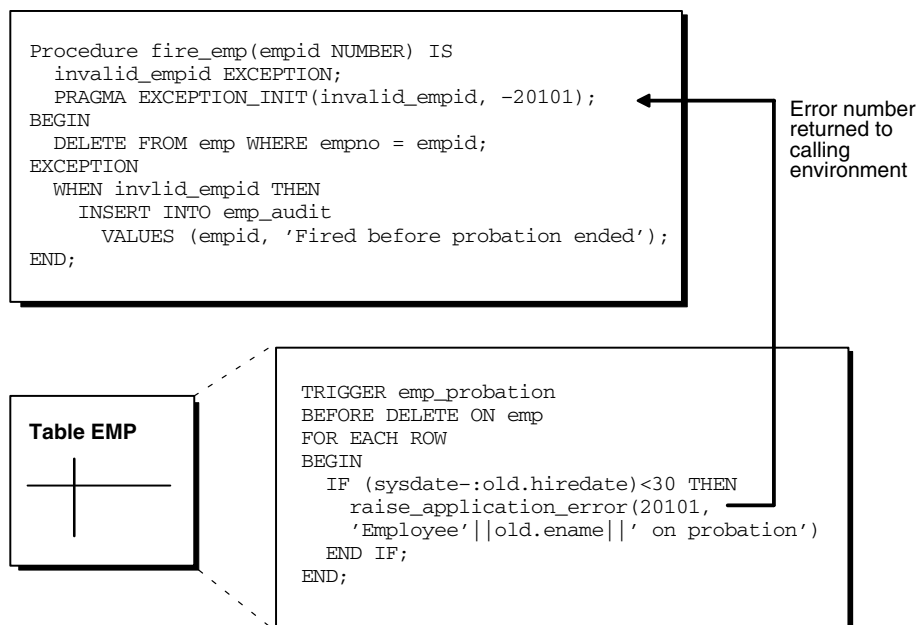 Procedure fire_emp(empid NUMBER) IS
  invalid_empid EXCEPTION;
  PRAGMA EXCEPTION_INIT(invalid_empid, −20101);
BEGIN
  DELETE FROM emp WHERE empno = empid;
EXCEPTION
  WHEN invlid_empid THEN
    INSERT INTO emp_audit
      VALUES (empid, 'Fired before probation ended');
END;
Error number
returned to
calling
environment
Table EMP
TRIGGER emp_probation
BEFORE DELETE ON emp
FOR EACH ROW
BEGIN
  IF (sysdate−:old.hiredate)<30 THEN
    raise_application_error(20101,
    'Employee'||old.ename||' on probation')
  END IF;
END;